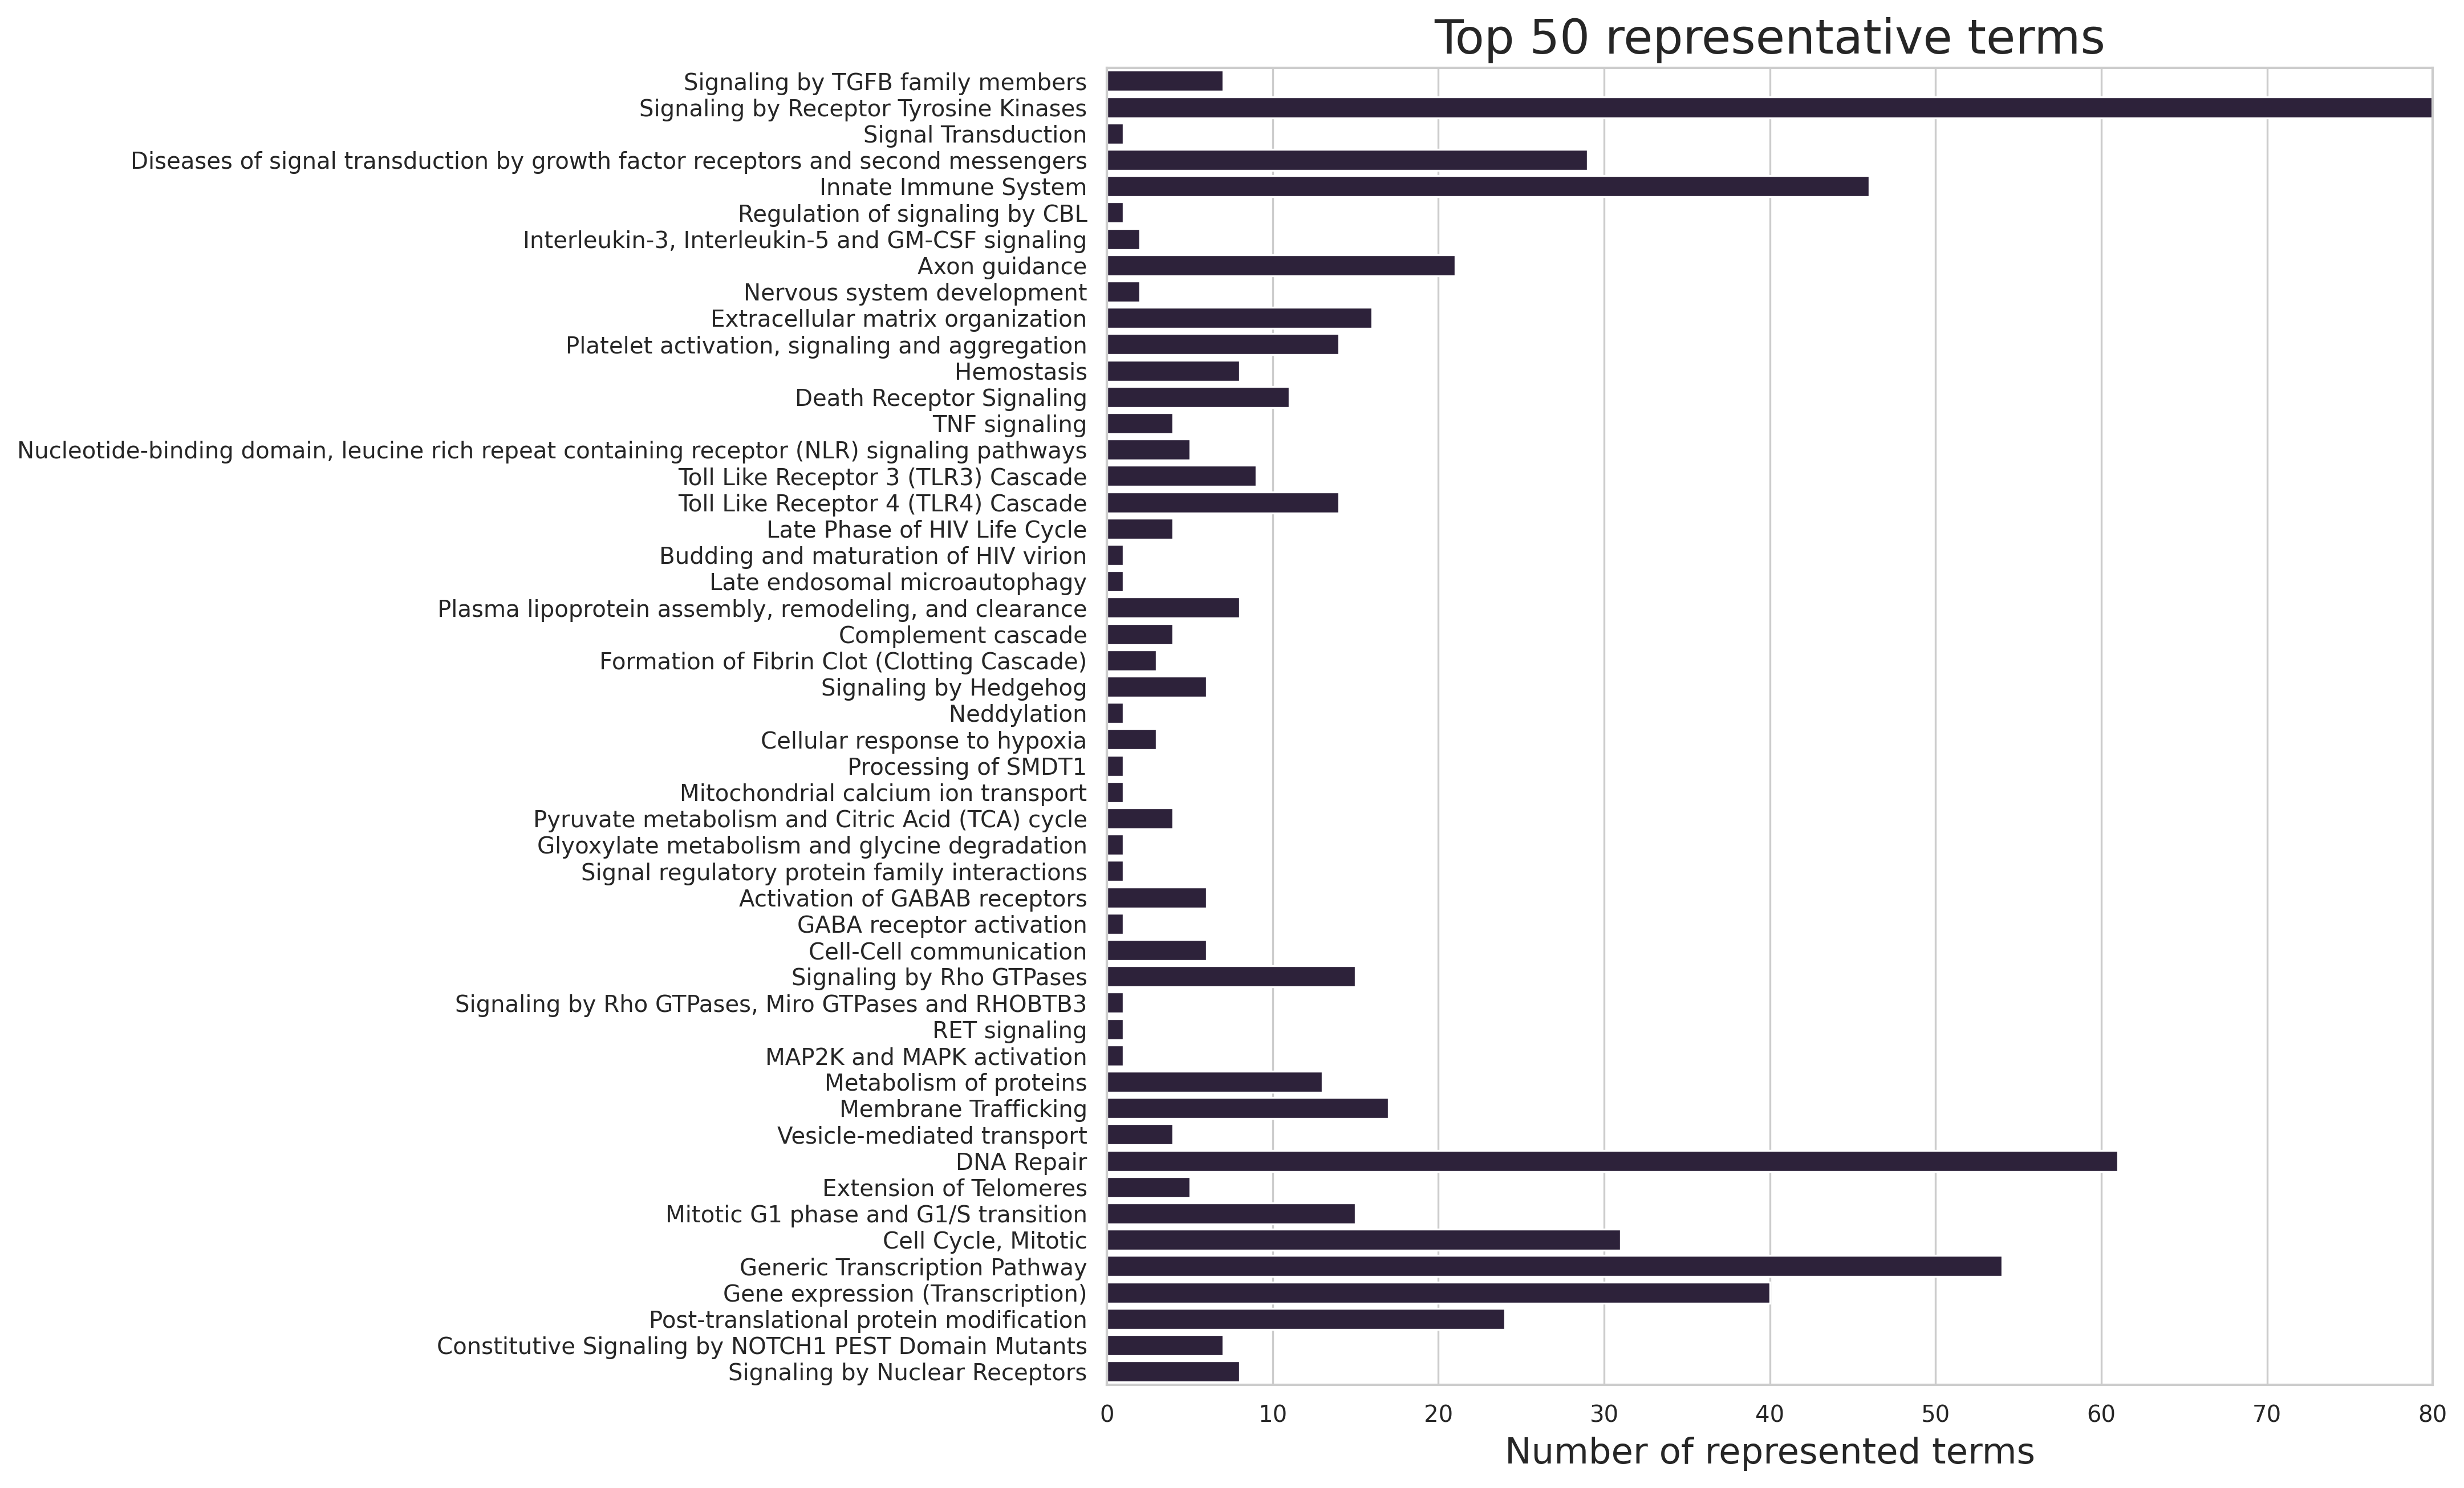 Top 50 representative terms
Signaling by TGFB family members
Signaling by Receptor Tyrosine Kinases
Signal Transduction
Diseases of signal transduction by growth factor receptors and second messengers
Innate Immune System
Regulation of signaling by CBL
Interleukin-3, Interleukin-5 and GM-CSF signaling
Axon guidance
Nervous system development
Extracellular matrix organization
Platelet activation, signaling and aggregation
Hemostasis
Death Receptor Signaling
TNF signaling
Nucleotide-binding domain, leucine rich repeat containing receptor (NLR) signaling pathways
Toll Like Receptor 3 (TLR3) Cascade
Toll Like Receptor 4 (TLR4) Cascade
Late Phase of HIV Life Cycle
Budding and maturation of HIV virion
Late endosomal microautophagy
Plasma lipoprotein assembly, remodeling, and clearance
Complement cascade
Formation of Fibrin Clot (Clotting Cascade)
Signaling by Hedgehog
Neddylation
Cellular response to hypoxia
Processing of SMDT1
Mitochondrial calcium ion transport
Pyruvate metabolism and Citric Acid (TCA) cycle
Glyoxylate metabolism and glycine degradation
Signal regulatory protein family interactions
Activation of GABAB receptors
GABA receptor activation
Cell-Cell communication
Signaling by Rho GTPases
Signaling by Rho GTPases, Miro GTPases and RHOBTB3
RET signaling
MAP2K and MAPK activation
Metabolism of proteins
Membrane Trafficking
Vesicle-mediated transport
DNA Repair
Extension of Telomeres
Mitotic G1 phase and G1/S transition
Cell Cycle, Mitotic
Generic Transcription Pathway
Gene expression (Transcription)
Post-translational protein modification
Constitutive Signaling by NOTCH1 PEST Domain Mutants
Signaling by Nuclear Receptors
0 10 20 30 40 50 60 70 80
Number of represented terms